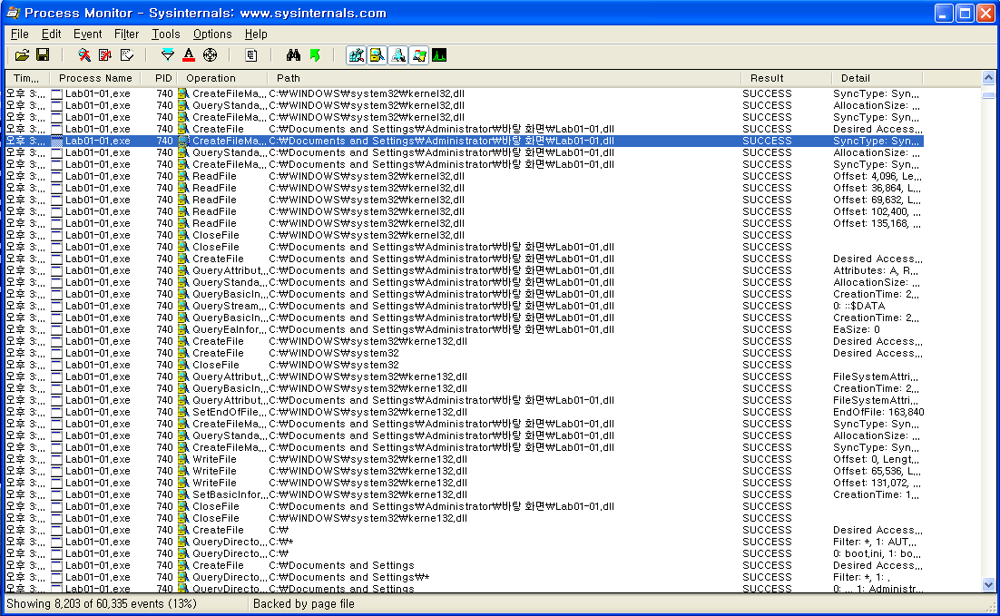 Process Monitor - Sysinternals: www.sysinternals.com
File Edit Event Filter Tools Options Help
Tim... Process Name PID Operation Path Result Detail
오후 3:... Lab01-01.exe 740 CreateFileMa... C:₩WINDOWS₩system32₩kernel32.dll SUCCESS SyncType: Syn...
오후 3:... Lab01-01.exe 740 QueryStanda... C:₩WINDOWS₩system32₩kernel32.dll SUCCESS AllocationSize: ...
오후 3:... Lab01-01.exe 740 CreateFileMa... C:₩WINDOWS₩system32₩kernel32.dll SUCCESS SyncType: Syn...
오후 3:... Lab01-01.exe 740 CreateFile C:₩Documents and Settings₩Administrator₩바탕 화면₩Lab01-01.dll SUCCESS Desired Access...
오후 3:... Lab01-01.exe 740 CreateFileMa... C:₩Documents and Settings₩Administrator₩바탕 화면₩Lab01-01.dll SUCCESS SyncType: Syn...
오후 3:... Lab01-01.exe 740 QueryStanda... C:₩Documents and Settings₩Administrator₩바탕 화면₩Lab01-01.dll SUCCESS AllocationSize: ...
오후 3:... Lab01-01.exe 740 CreateFileMa... C:₩Documents and Settings₩Administrator₩바탕 화면₩Lab01-01.dll SUCCESS SyncType: Syn...
오후 3:... Lab01-01.exe 740 ReadFile C:₩WINDOWS₩system32₩kernel32.dll SUCCESS Offset: 4,096, Le...
오후 3:... Lab01-01.exe 740 ReadFile C:₩WINDOWS₩system32₩kernel32.dll SUCCESS Offset: 36,864, L...
오후 3:... Lab01-01.exe 740 ReadFile C:₩WINDOWS₩system32₩kernel32.dll SUCCESS Offset: 69,632, L...
오후 3:... Lab01-01.exe 740 ReadFile C:₩WINDOWS₩system32₩kernel32.dll SUCCESS Offset: 102,400, ...
오후 3:... Lab01-01.exe 740 ReadFile C:₩WINDOWS₩system32₩kernel32.dll SUCCESS Offset: 135,168, ...
오후 3:... Lab01-01.exe 740 CloseFile C:₩WINDOWS₩system32₩kernel32.dll SUCCESS
오후 3:... Lab01-01.exe 740 CloseFile C:₩Documents and Settings₩Administrator₩바탕 화면₩Lab01-01.dll SUCCESS
오후 3:... Lab01-01.exe 740 CreateFile C:₩Documents and Settings₩Administrator₩바탕 화면₩Lab01-01.dll SUCCESS Desired Access...
오후 3:... Lab01-01.exe 740 QueryAttribut... C:₩Documents and Settings₩Administrator₩바탕 화면₩Lab01-01.dll SUCCESS Attributes: A, R...
오후 3:... Lab01-01.exe 740 QueryStanda... C:₩Documents and Settings₩Administrator₩바탕 화면₩Lab01-01.dll SUCCESS AllocationSize: ...
오후 3:... Lab01-01.exe 740 QueryBasicIn... C:₩Documents and Settings₩Administrator₩바탕 화면₩Lab01-01.dll SUCCESS CreationTime: 2...
오후 3:... Lab01-01.exe 740 QueryStream... C:₩Documents and Settings₩Administrator₩바탕 화면₩Lab01-01.dll SUCCESS 0: ::$DATA
오후 3:... Lab01-01.exe 740 QueryBasicIn... C:₩Documents and Settings₩Administrator₩바탕 화면₩Lab01-01.dll SUCCESS CreationTime: 2...
오후 3:... Lab01-01.exe 740 QueryEaInfor... C:₩Documents and Settings₩Administrator₩바탕 화면₩Lab01-01.dll SUCCESS EaSize: 0
오후 3:... Lab01-01.exe 740 CreateFile C:₩WINDOWS₩system32₩kerne132.dll SUCCESS Desired Access...
오후 3:... Lab01-01.exe 740 CreateFile C:₩WINDOWS₩system32 SUCCESS Desired Access...
오후 3:... Lab01-01.exe 740 CloseFile C:₩WINDOWS₩system32 SUCCESS
오후 3:... Lab01-01.exe 740 QueryAttribut... C:₩WINDOWS₩system32₩kerne132.dll SUCCESS FileSystemAttri...
오후 3:... Lab01-01.exe 740 QueryBasicIn... C:₩WINDOWS₩system32₩kerne132.dll SUCCESS CreationTime: 2...
오후 3:... Lab01-01.exe 740 QueryAttribut... C:₩Documents and Settings₩Administrator₩바탕 화면₩Lab01-01.dll SUCCESS FileSystemAttri...
오후 3:... Lab01-01.exe 740 SetEndOfFile... C:₩WINDOWS₩system32₩kerne132.dll SUCCESS EndOfFile: 163,840
오후 3:... Lab01-01.exe 740 CreateFileMa... C:₩Documents and Settings₩Administrator₩바탕 화면₩Lab01-01.dll SUCCESS SyncType: Syn...
오후 3:... Lab01-01.exe 740 QueryStanda... C:₩Documents and Settings₩Administrator₩바탕 화면₩Lab01-01.dll SUCCESS AllocationSize: ...
오후 3:... Lab01-01.exe 740 CreateFileMa... C:₩Documents and Settings₩Administrator₩바탕 화면₩Lab01-01.dll SUCCESS SyncType: Syn...
오후 3:... Lab01-01.exe 740 WriteFile C:₩WINDOWS₩system32₩kerne132.dll SUCCESS Offset: 0, Lengt...
오후 3:... Lab01-01.exe 740 WriteFile C:₩WINDOWS₩system32₩kerne132.dll SUCCESS Offset: 65,536, L...
오후 3:... Lab01-01.exe 740 WriteFile C:₩WINDOWS₩system32₩kerne132.dll SUCCESS Offset: 131,072, ...
오후 3:... Lab01-01.exe 740 SetBasicInfor... C:₩WINDOWS₩system32₩kerne132.dll SUCCESS CreationTime: 1...
오후 3:... Lab01-01.exe 740 CloseFile C:₩Documents and Settings₩Administrator₩바탕 화면₩Lab01-01.dll SUCCESS
오후 3:... Lab01-01.exe 740 CloseFile C:₩WINDOWS₩system32₩kerne132.dll SUCCESS
오후 3:... Lab01-01.exe 740 CreateFile C:₩ SUCCESS Desired Access...
오후 3:... Lab01-01.exe 740 QueryDirecto... C:₩* SUCCESS Filter: *, 1: AUT...
오후 3:... Lab01-01.exe 740 QueryDirecto... C:₩ SUCCESS 0: boot.ini, 1: bo...
오후 3:... Lab01-01.exe 740 CreateFile C:₩Documents and Settings SUCCESS Desired Access...
오후 3:... Lab01-01.exe 740 QueryDirecto... C:₩Documents and Settings₩* SUCCESS Filter: *, 1: .
오후 3:... Lab01-01.exe 740 QueryDirecto... C:₩Documents and Settings SUCCESS 0: .., 1: Administr...
Showing 8,203 of 60,335 events (13%) Backed by page file